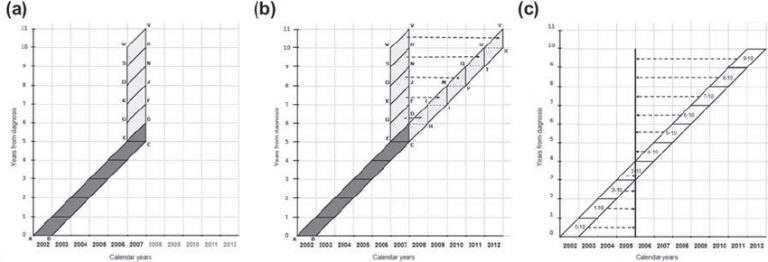 (a)
11
10
9
8
7
6
5
4
3
2
1
0
Years from diagnosis
V
W
S
N
O
J
K
F
G
D
E
C
A
B
2002 2003 2004 2005 2006 2007 2008 2009 2010 2011 2012
Calendar years
(b)
11
10
9
8
7
6
5
4
3
2
1
0
Years from diagnosis
V
Y
W
U
X
S
N
Q
T
O
J
M
P
K
F
G
D
H
E
C
A
B
2002 2003 2004 2005 2006 2007 2008 2009 2010 2011 2012
Calendar years
(c)
11
10
9
8
7
6
5
4
3
2
1
0
Years from diagnosis
9-10
8-10
7-10
6-10
5-10
4-10
3-10
2-10
1-10
0-10
2002 2003 2004 2005 2006 2007 2008 2009 2010 2011 2012
Calendar years